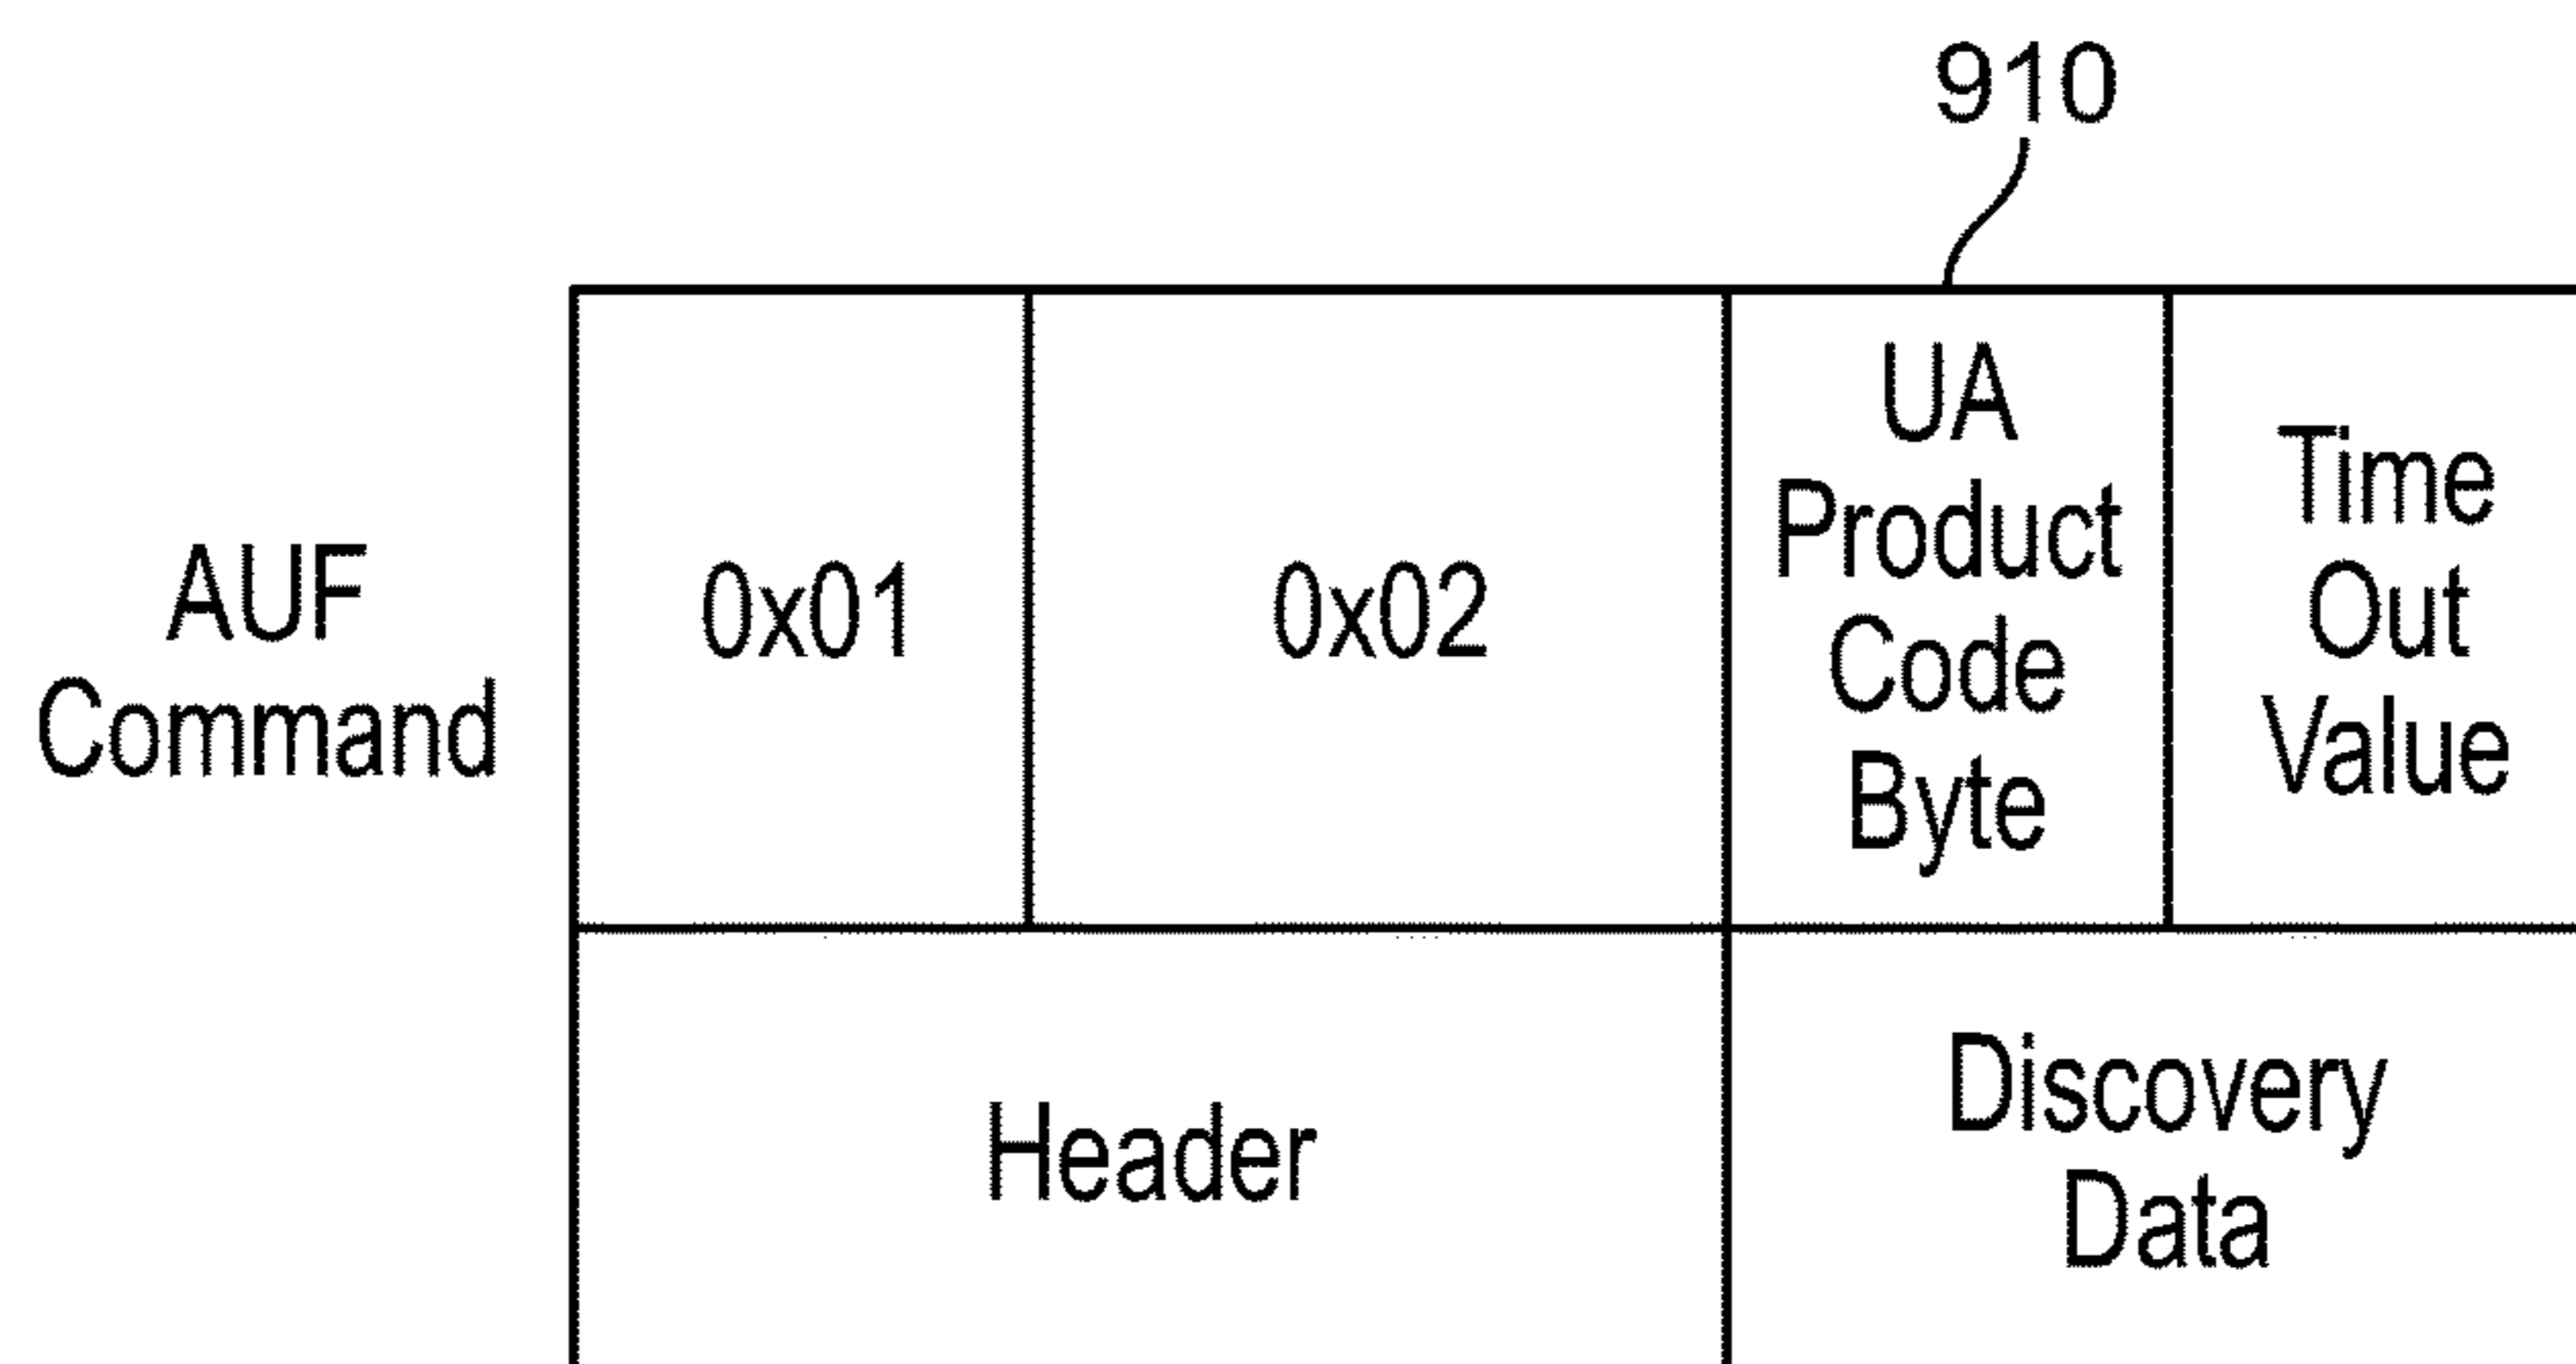 910
AUF
Command
0x01
0x02
UA
Product
Code
Byte
Time
Out
Value
Header
Discovery
Data